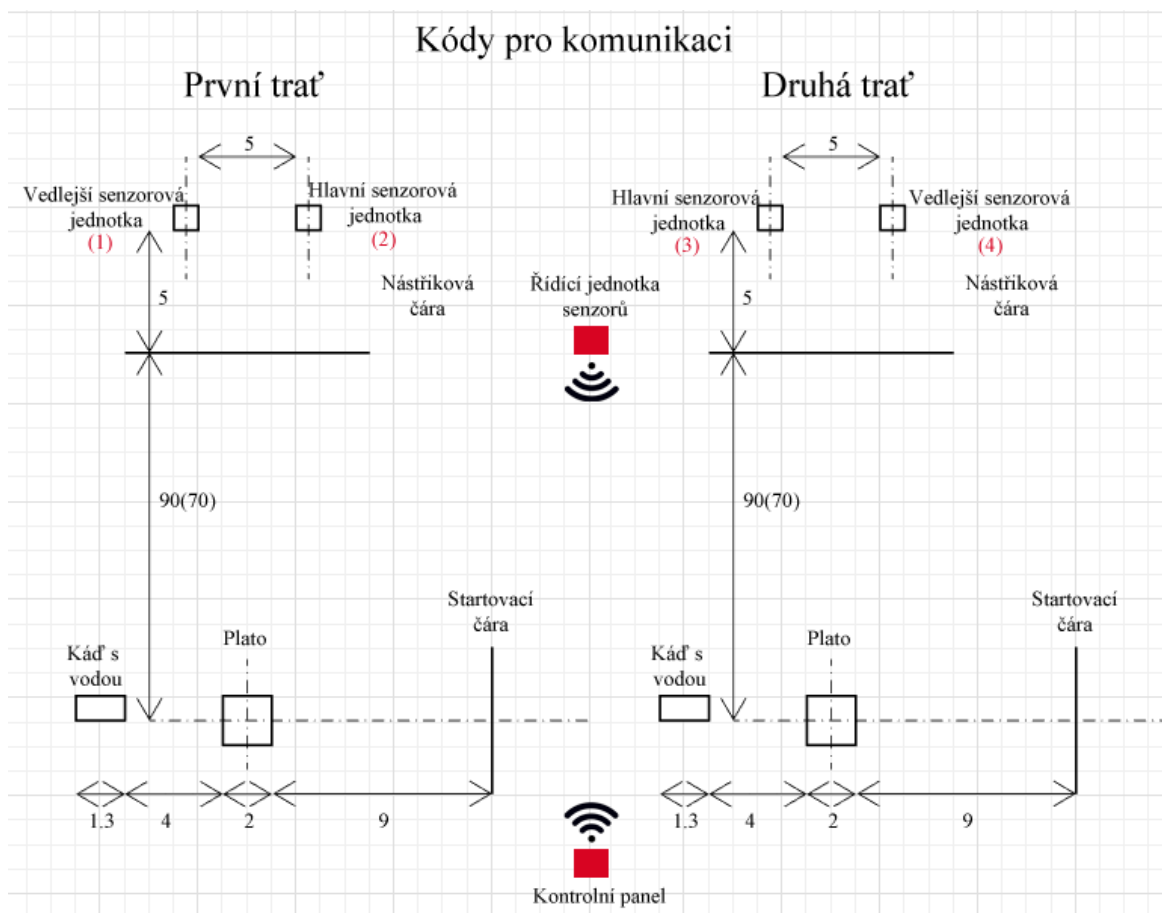 Kódy pro komunikaci
První trať
Druhá trať
5
5
Vedlejší senzorová
jednotka
(1)
Hlavní senzorová
jednotka
(2)
Hlavní senzorová
jednotka
(3)
Vedlejší senzorová
jednotka
(4)
5
Nástřiková
čára
Řídící jednotka
senzorů
5
Nástřiková
čára
90(70)
90(70)
Startovací
čára
Startovací
čára
Káď s
vodou
Plato
Káď s
vodou
Plato
1.3
4
2
9
1.3
4
2
9
Kontrolní panel